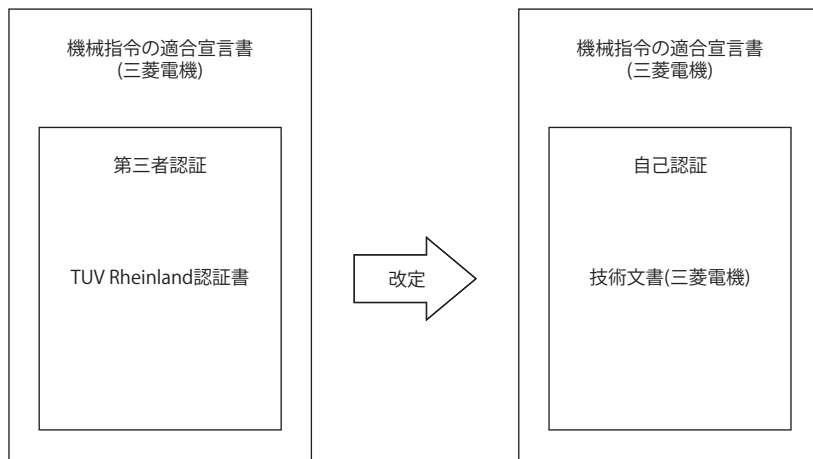 機械指令の適合宣言書
(三菱電機)
第三者認証
TUV Rheinland認証書
改定
機械指令の適合宣言書
(三菱電機)
自己認証
技術文書(三菱電機)